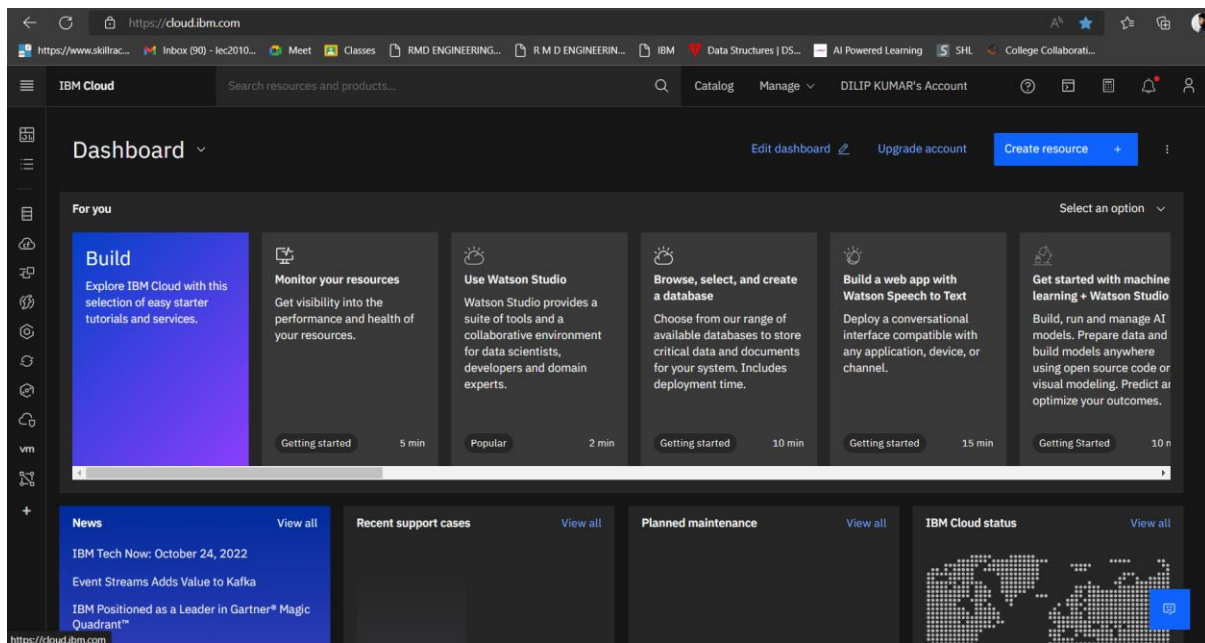 https://cloud.ibm.com
https://www.skillrac... Inbox (90) - lec2010... Meet Classes RMD ENGINEERING... R M D ENGINEERIN... IBM Data Structures | DS... AI Powered Learning SHL College Collaborati...
IBM Cloud Search resources and products... Catalog Manage DILIP KUMAR's Account
Dashboard Edit dashboard Upgrade account Create resource +
For you Select an option
Build
Explore IBM Cloud with this
selection of easy starter
tutorials and services.
Monitor your resources
Get visibility into the
performance and health of
your resources.
Getting started 5 min
Use Watson Studio
Watson Studio provides a
suite of tools and a
collaborative environment
for data scientists,
developers and domain
experts.
Popular 2 min
Browse, select, and create
a database
Choose from our range of
available databases to store
critical data and documents
for your system. Includes
deployment time.
Getting started 10 min
Build a web app with
Watson Speech to Text
Deploy a conversational
interface compatible with
any application, device, or
channel.
Getting started 15 min
Get started with machine
learning + Watson Studio
Build, run and manage AI
models. Prepare data and
build models anywhere
using open source code or
visual modeling. Predict
optimize your outcomes.
Getting Started 10
vm
News View all
IBM Tech Now: October 24, 2022
Event Streams Adds Value to Kafka
IBM Positioned as a Leader in Gartner® Magic
Quadrant™
Recent support cases View all
Planned maintenance View all
IBM Cloud status View all
https://cloud.ibm.com